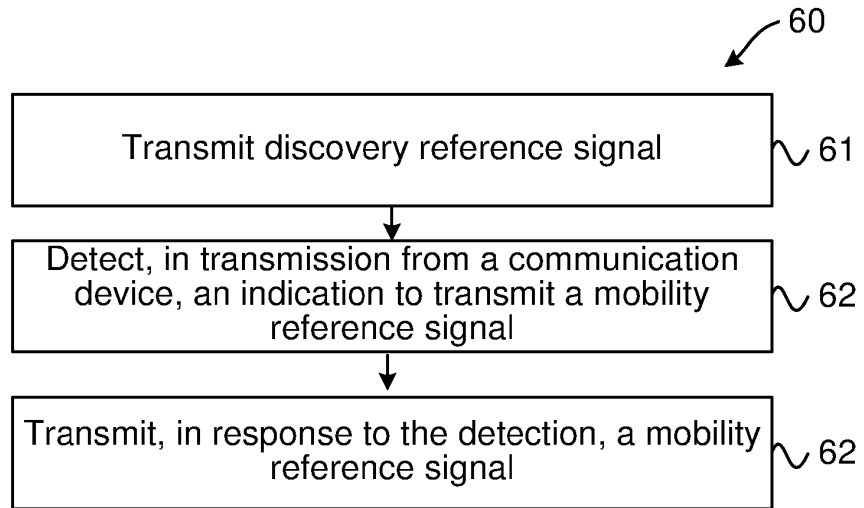 60
Transmit discovery reference signal
61
Detect, in transmission from a communication
device, an indication to transmit a mobility
reference signal
62
Transmit, in response to the detection, a mobility
reference signal
62